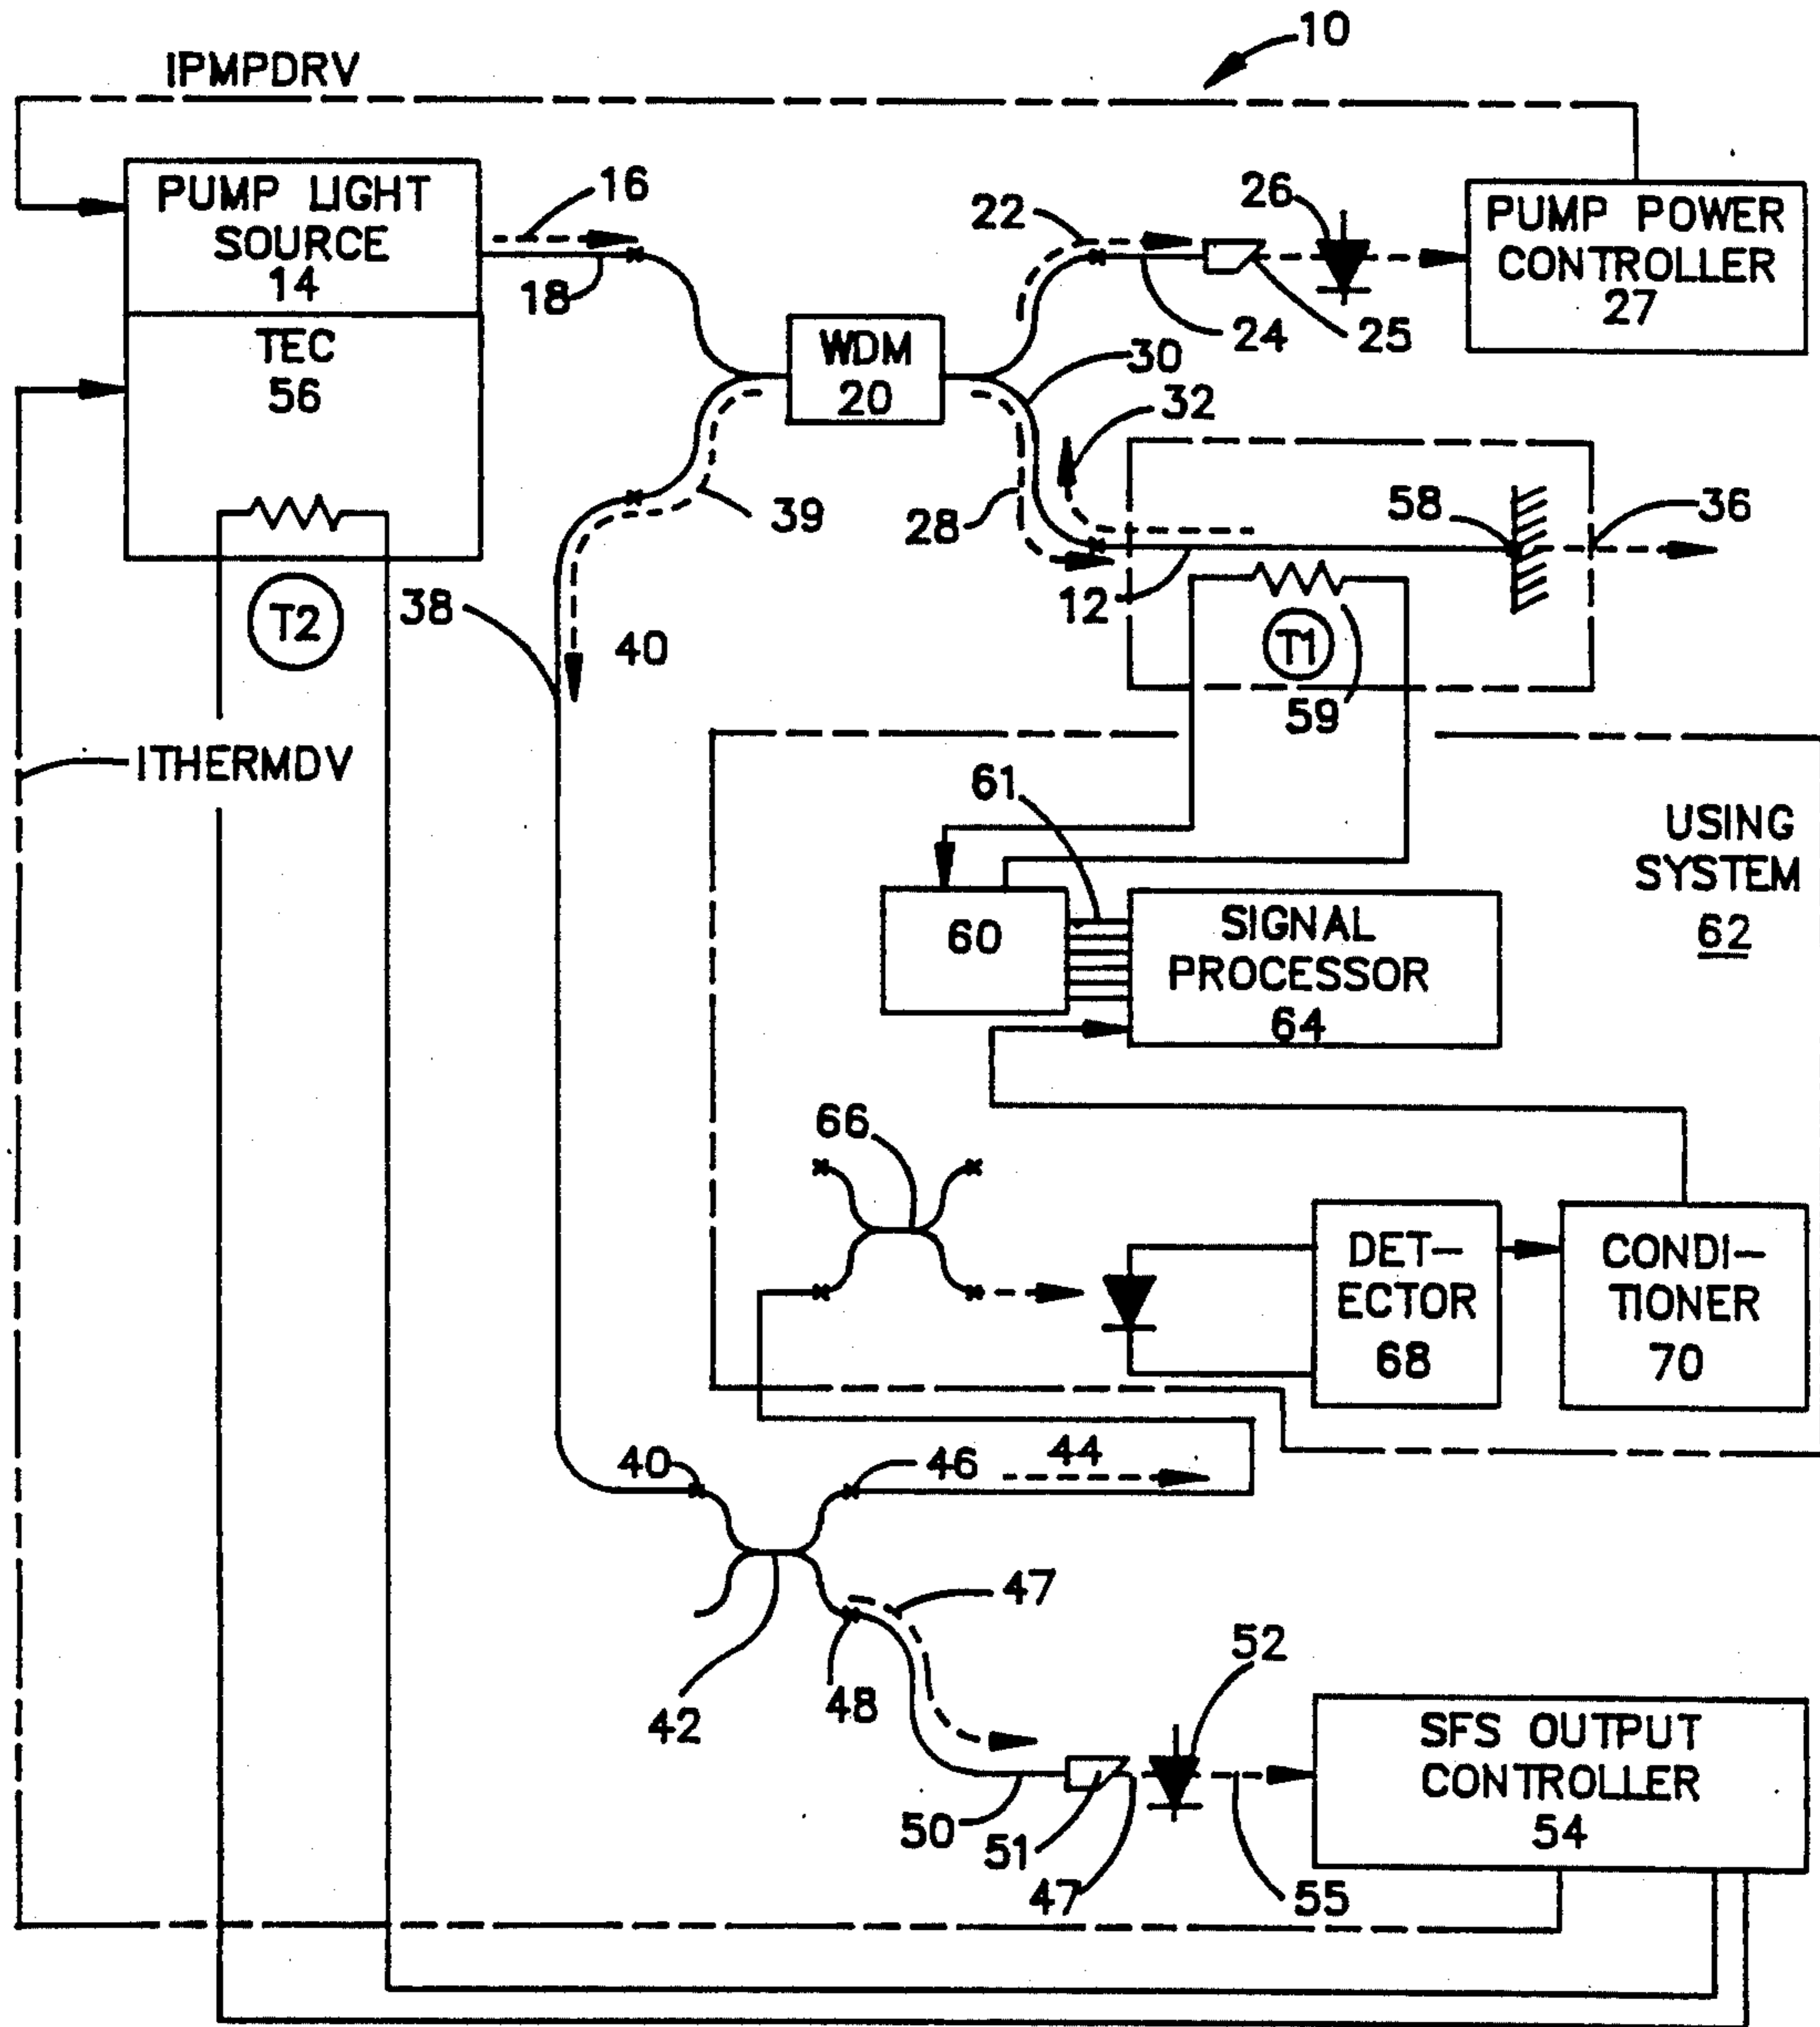 10
IPMPDRV
PUMP LIGHT
SOURCE
14
16
18
22
26
PUMP POWER
CONTROLLER
27
24
25
TEC
56
WDM
20
30
32
39
28
58
36
38
T2
40
12
T1
59
ITHERMDV
61
USING
SYSTEM
62
60
SIGNAL
PROCESSOR
64
66
DET-
ECTOR
68
CONDI-
TIONER
70
40
46
44
47
42
48
52
SFS OUTPUT
CONTROLLER
54
50
51
47
55